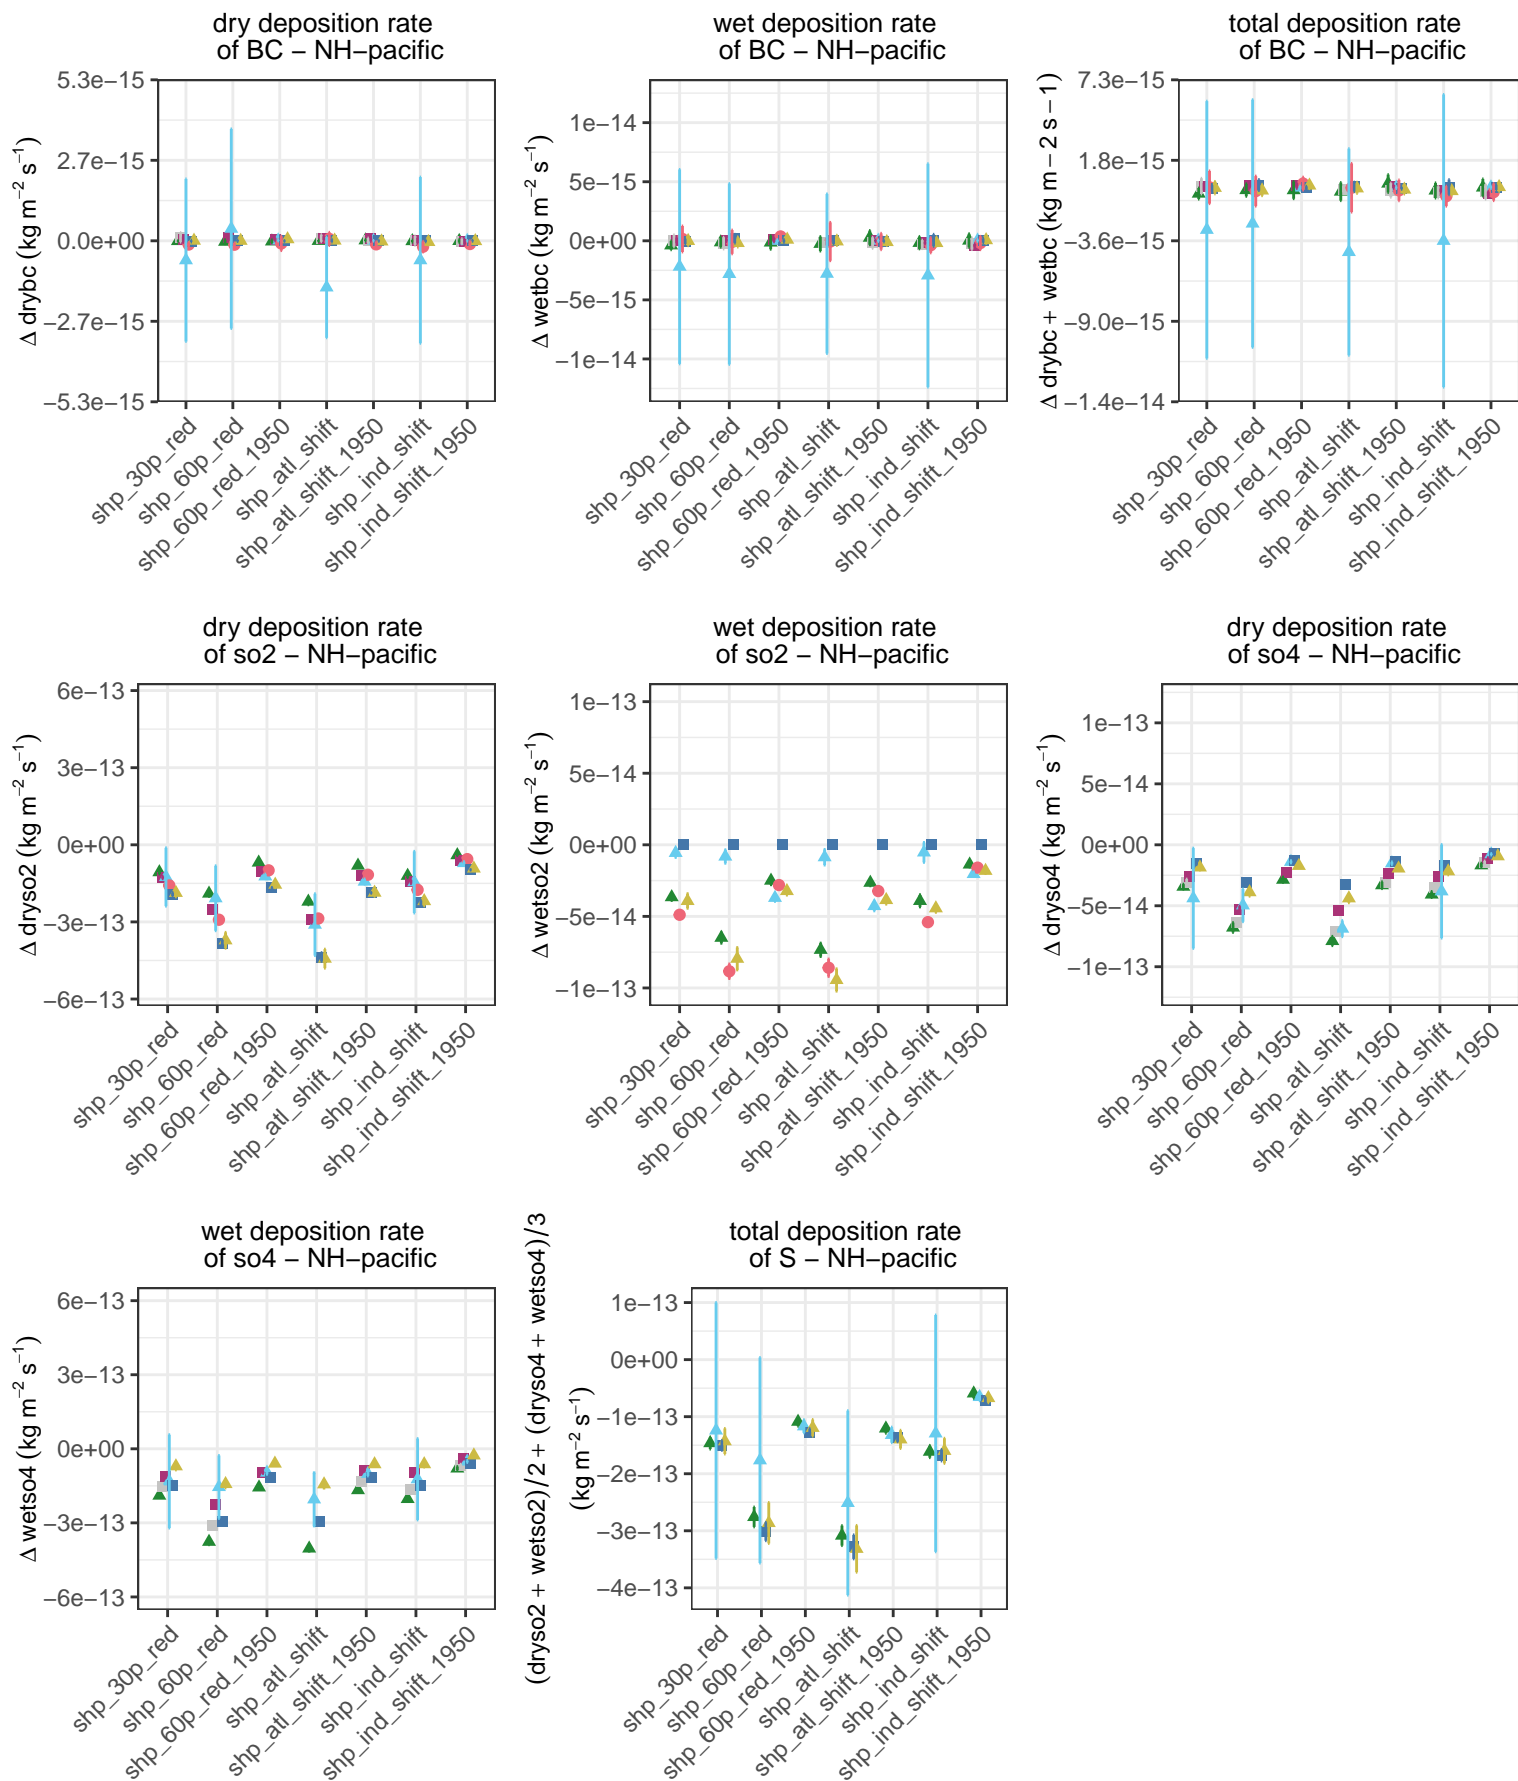 dry deposition rate
of BC − NH−pacific
Δ drybc (kg m−2 s−1)
5.3e−15
2.7e−15
0.0e+00
−2.7e−15
−5.3e−15
shp_30p_red
shp_60p_red
shp_60p_red_1950
shp_atl_shift
shp_atl_shift_1950
shp_ind_shift
shp_ind_shift_1950
wet deposition rate
of BC − NH−pacific
Δ wetbc (kg m−2 s−1)
1e−14
5e−15
0e+00
−5e−15
−1e−14
shp_30p_red
shp_60p_red
shp_60p_red_1950
shp_atl_shift
shp_atl_shift_1950
shp_ind_shift
shp_ind_shift_1950
total deposition rate
of BC − NH−pacific
Δ drybc + wetbc (kg m − 2 s − 1)
7.3e−15
1.8e−15
−3.6e−15
−9.0e−15
−1.4e−14
shp_30p_red
shp_60p_red
shp_60p_red_1950
shp_atl_shift
shp_atl_shift_1950
shp_ind_shift
shp_ind_shift_1950
dry deposition rate
of so2 − NH−pacific
Δ dryso2 (kg m−2 s−1)
6e−13
3e−13
0e+00
−3e−13
−6e−13
shp_30p_red
shp_60p_red
shp_60p_red_1950
shp_atl_shift
shp_atl_shift_1950
shp_ind_shift
shp_ind_shift_1950
wet deposition rate
of so2 − NH−pacific
Δ wetso2 (kg m−2 s−1)
1e−13
5e−14
0e+00
−5e−14
−1e−13
shp_30p_red
shp_60p_red
shp_60p_red_1950
shp_atl_shift
shp_atl_shift_1950
shp_ind_shift
shp_ind_shift_1950
dry deposition rate
of so4 − NH−pacific
Δ dryso4 (kg m−2 s−1)
1e−13
5e−14
0e+00
−5e−14
−1e−13
shp_30p_red
shp_60p_red
shp_60p_red_1950
shp_atl_shift
shp_atl_shift_1950
shp_ind_shift
shp_ind_shift_1950
wet deposition rate
of so4 − NH−pacific
Δ wetso4 (kg m−2 s−1)
6e−13
3e−13
0e+00
−3e−13
−6e−13
shp_30p_red
shp_60p_red
shp_60p_red_1950
shp_atl_shift
shp_atl_shift_1950
shp_ind_shift
shp_ind_shift_1950
total deposition rate
of S − NH−pacific
(dryso2 + wetso2)/2 + (dryso4 + wetso4)/3
(kg m−2 s−1)
1e−13
0e+00
−1e−13
−2e−13
−3e−13
−4e−13
shp_30p_red
shp_60p_red
shp_60p_red_1950
shp_atl_shift
shp_atl_shift_1950
shp_ind_shift
shp_ind_shift_1950